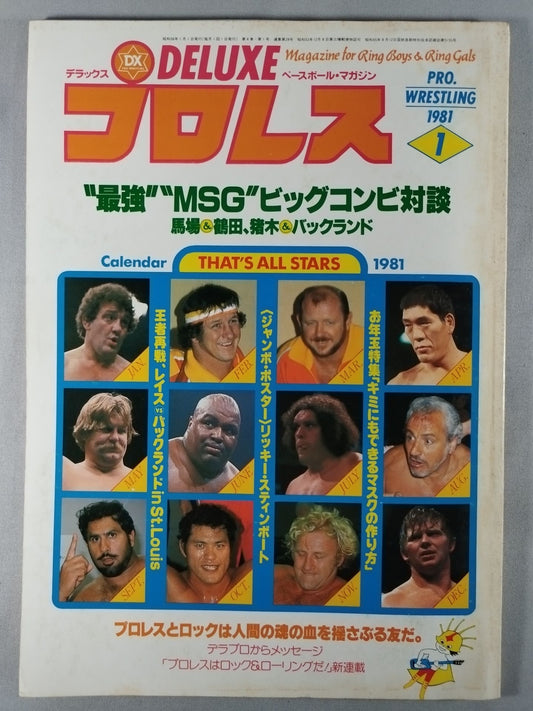 DX
デラックス
DELUXE
ベースボール・マガジン
Magazine for Ring Boys & Ring Gals
プロレス
PRO.
WRESTLING
1981
1
"最強""MSG"ビッグコンビ対談
馬場&鶴田、猪木&バックランド
Calendar
THAT'S ALL STARS
1981
JAN.
FEB.
MAR.
APR.
MAY
JUNE
JULY
AUG.
SEPT.
OCT.
NOV.
DEC.
お年玉特集「キミにもできるマスクの作り方」
〈ジャンボ・ポスター〉リッキー・スティンボート
王者再戦、レイスvsバックランドin St.Louis
プロレスとロックは人間の魂の血を揺さぶる友だ。
デラプロからメッセージ
「プロレスはロック&ローリングだ!」新連載